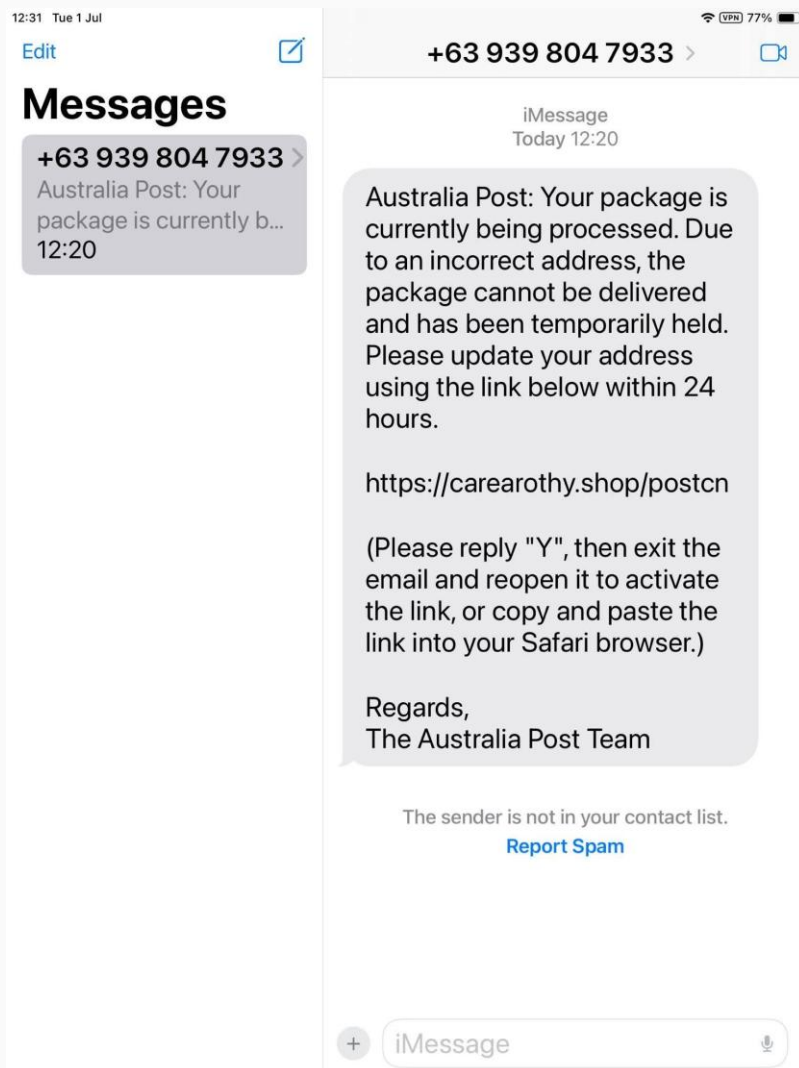 12:31 Tue 1 Jul
VPN 77%
Edit
Messages
+63 939 804 7933
Australia Post: Your
package is currently b...
12:20
+63 939 804 7933
iMessage
Today 12:20
Australia Post: Your package is
currently being processed. Due
to an incorrect address, the
package cannot be delivered
and has been temporarily held.
Please update your address
using the link below within 24
hours.
https://carearothy.shop/postcn
(Please reply "Y", then exit the
email and reopen it to activate
the link, or copy and paste the
link into your Safari browser.)
Regards,
The Australia Post Team
The sender is not in your contact list.
Report Spam
iMessage